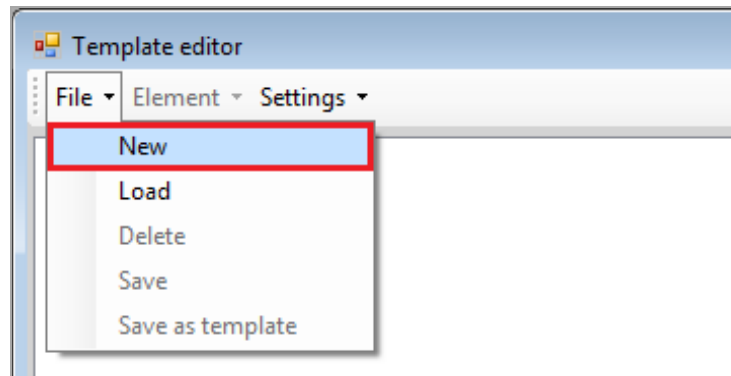 Template editor
File Element Settings
New
Load
Delete
Save
Save as template